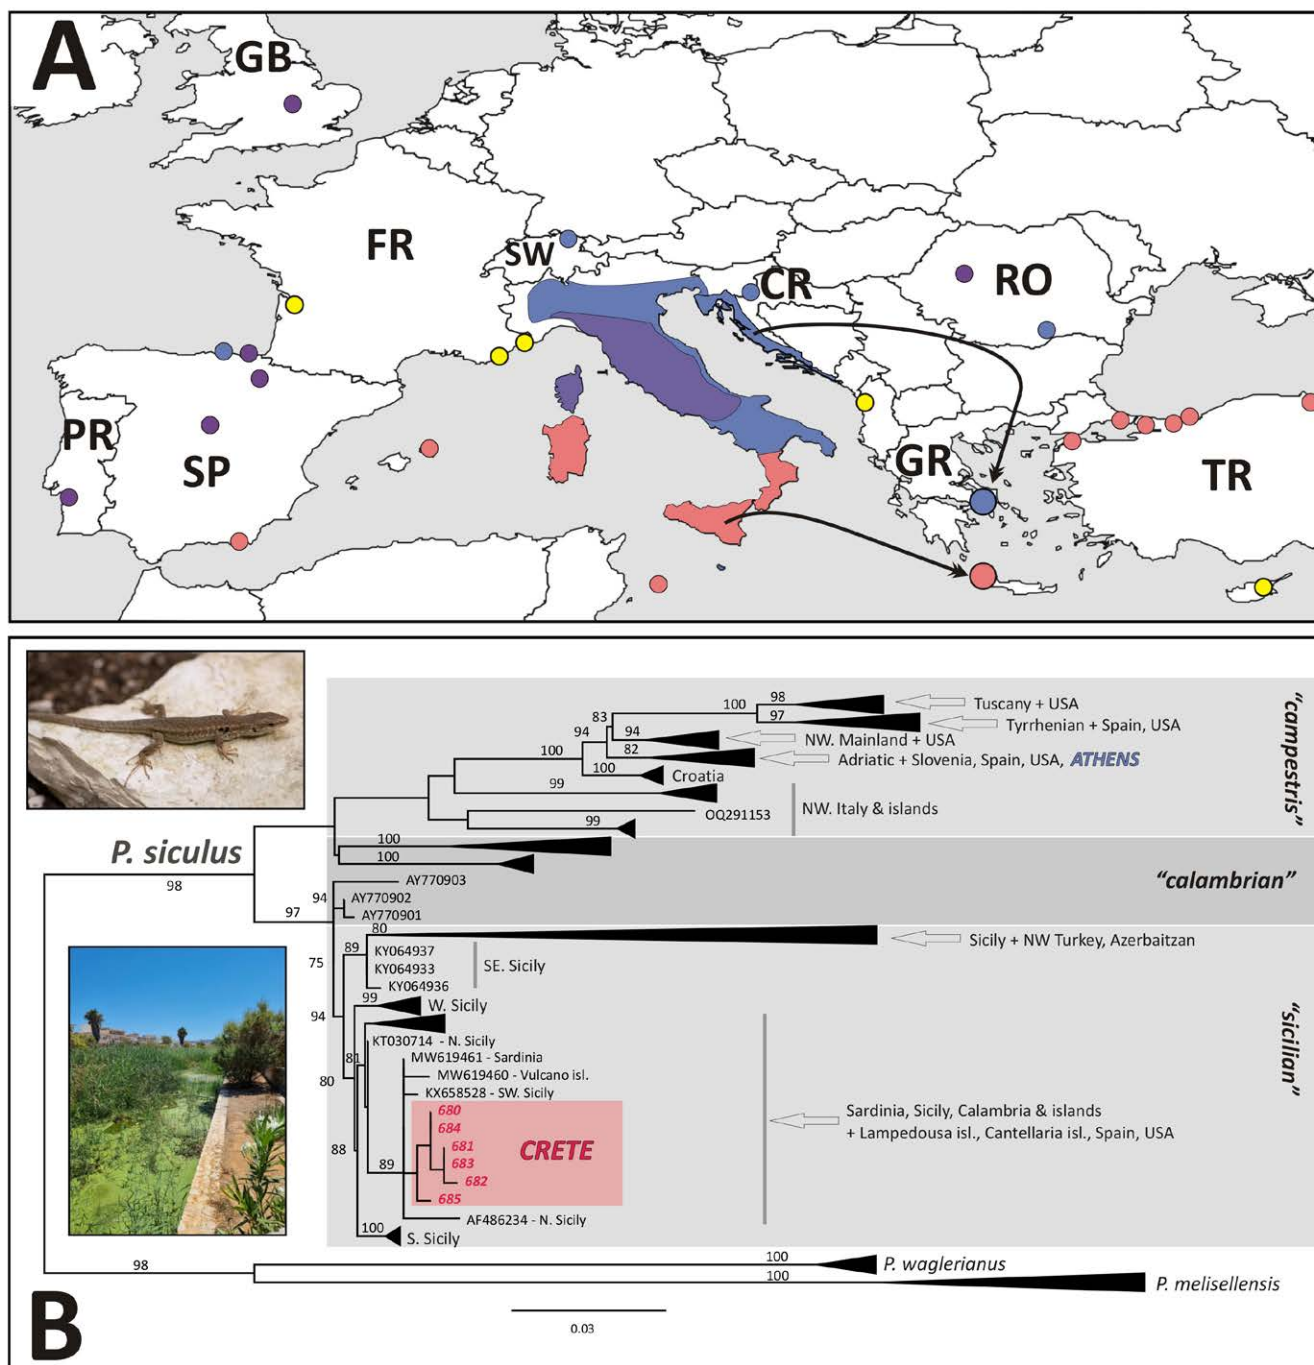 A
GB
FR
SW
CR
RO
PR
SP
GR
TR
98
Tuscany + USA
100
97
Tyrrhenian + Spain, USA
83
94
94
NW. Mainland + USA
100
82
Adriatic + Slovenia, Spain, USA, ATHENS
100
Croatia
99
OQ291153
NW. Italy & islands
99
"campestris"
P. siculus
100
100
98
AY770903
94
AY770902
97
AY770901
"calambrian"
80
Sicily + NW Turkey, Azerbaitzan
89
KY064937
75
KY064933
SE. Sicily
KY064936
99
W. Sicily
94
KT030714 - N. Sicily
81
MW619461 - Sardinia
80
MW619460 - Vulcano isl.
KX658528 - SW. Sicily
"sicilian"
680
684
681
683
682
685
CRETE
88
89
Sardinia, Sicily, Calambria & islands
+ Lampedousa isl., Cantellaria isl., Spain, USA
AF486234 - N. Sicily
100
S. Sicily
98
100
P. waglerianus
100
P. melisellensis
0.03
B